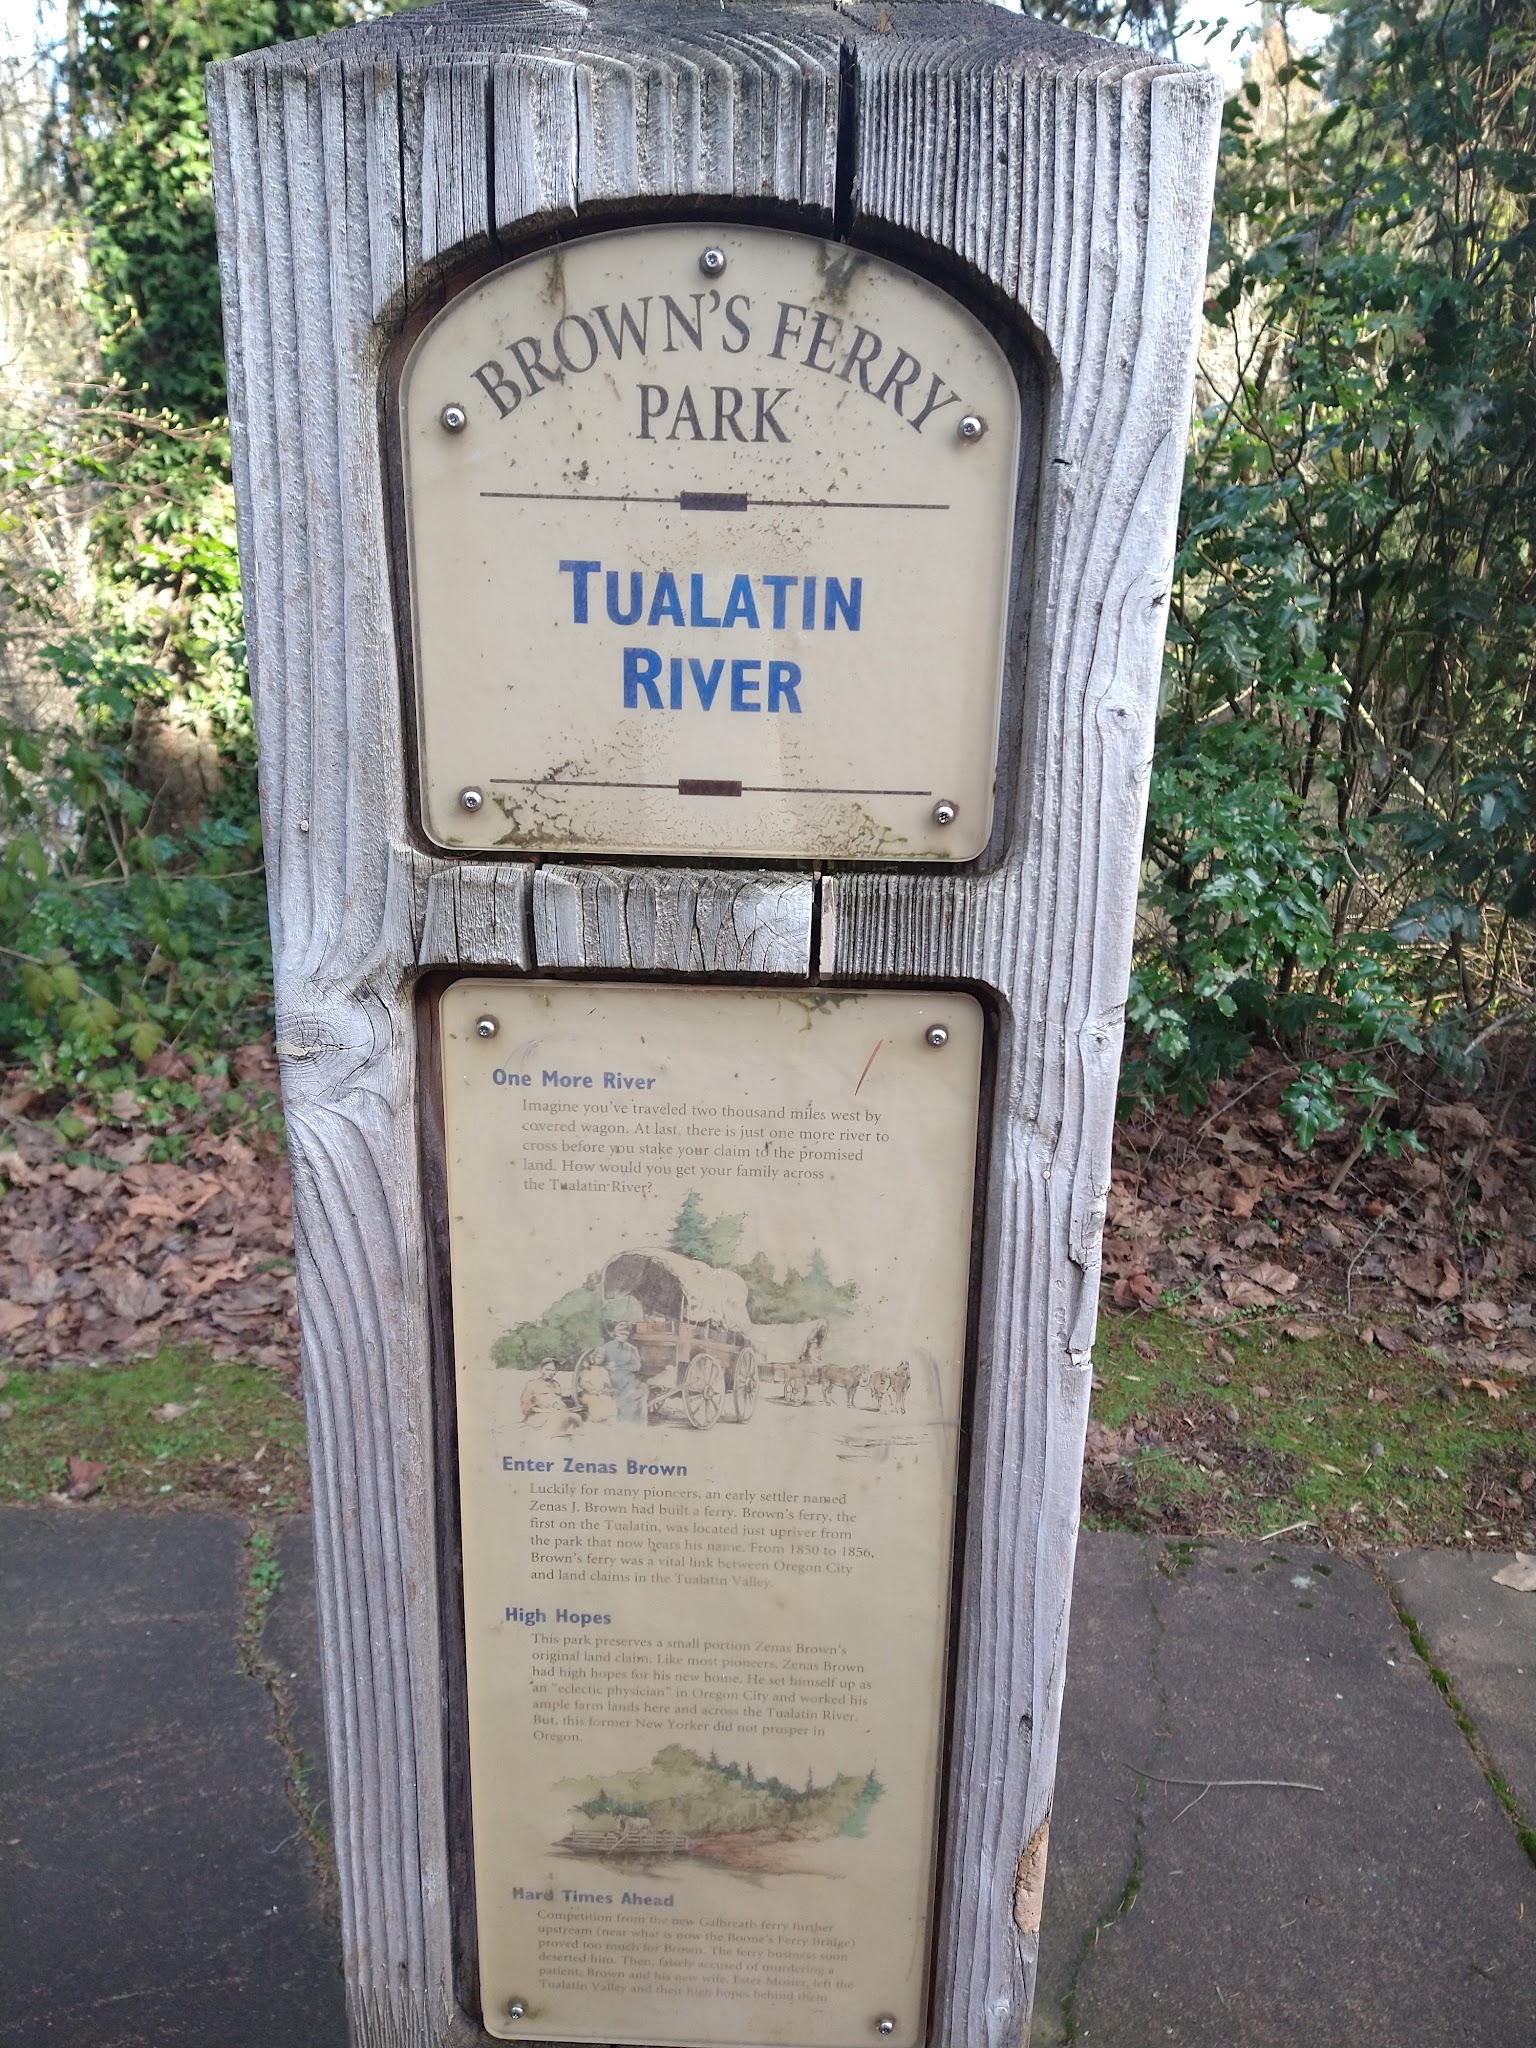 BROWN'S FERRY
PARK
TUALATIN
RIVER
One More River
Imagine you've traveled two thousand miles west by
covered wagon. At last, there is just one more river to
cross before you stake your claim to the promised
land. How would you get your family across
the Tualatin River?
Enter Zenas Brown
Luckily for many pioneers, an early settler named
Zenas J. Brown had built a ferry. Brown's ferry, the
first on the Tualatin, was located just upriver from
the park that now bears his name. From 1850 to 1856,
Brown's ferry was a vital link between Oregon City
and land claims in the Tualatin Valley.
High Hopes
This park preserves a small portion Zenas Brown's
original land claim. Like most pioneers, Zenas Brown
had high hopes for his new home. He set himself up as
an "eclectic physician" in Oregon City and worked his
ample farm lands here and across the Tualatin River.
But, this former New Yorker did not prosper in
Oregon.
Hard Times Ahead
Competition from the new Galbreath ferry further
upstream (near what is now the Boone's Ferry Bridge)
proved too much for Brown. The ferry business soon
deserted him. Then, falsely accused of murdering a
patient, Brown and his new wife, Ester Mosier, left the
Tualatin Valley and their high hopes behind them